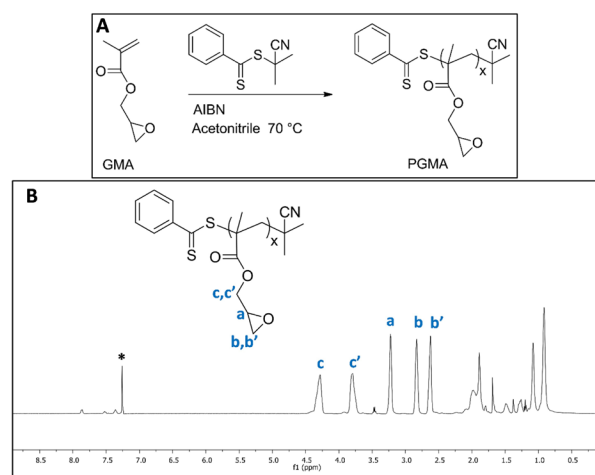 A
CN
S
S
O
O
O
GMA
AIBN
Acetonitrile 70 °C
S
S
x
CN
O
O
O
PGMA
B
S
S
x
CN
O
O
O
c,c'
a
b,b'
*
c
c'
a
b
b'
8.5 8.0 7.5 7.0 6.5 6.0 5.5 5.0 4.5 4.0 3.5 3.0 2.5 2.0 1.5 1.0 0.5
f1 (ppm)